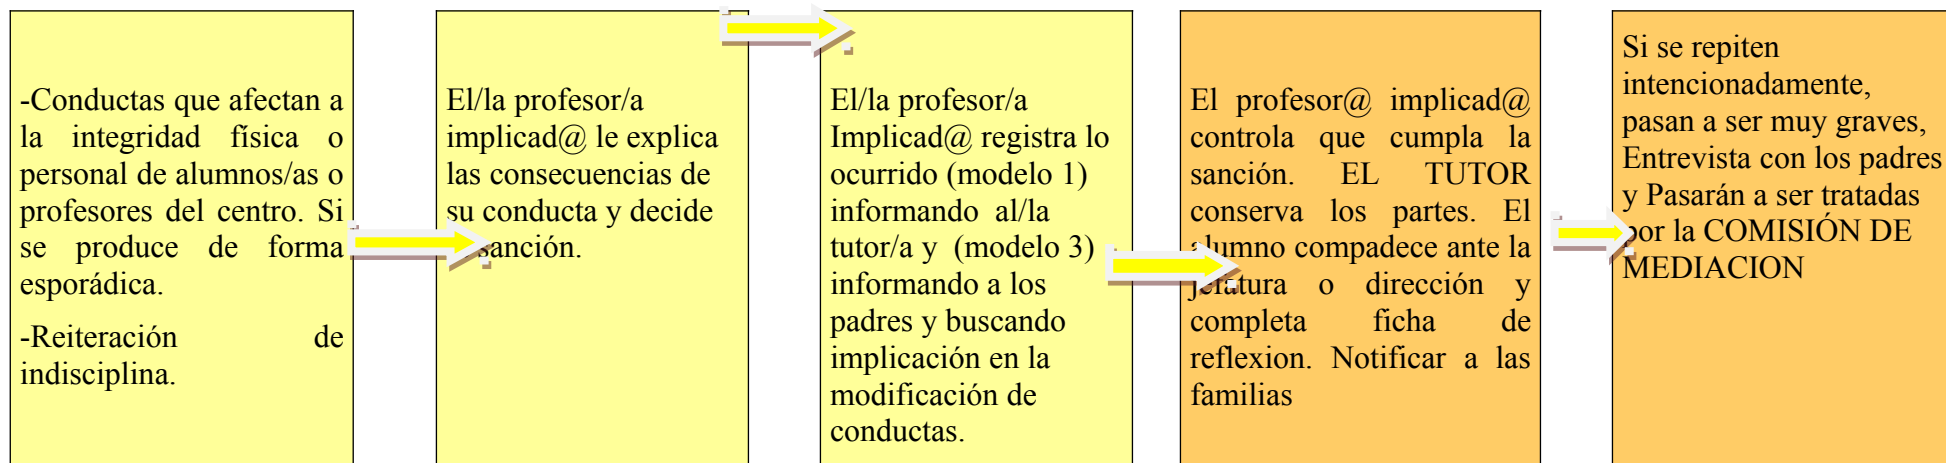 -Conductas que afectan a
la integridad física o
personal de alumnos/as o
profesores del centro. Si
se produce de forma
esporádica.
-Reiteración de
indisciplina.
El/la profesor/a
implicad@ le explica
las consecuencias de
su conducta y decide
sanción.
El/la profesor/a
Implicad@ registra lo
ocurrido (modelo 1)
informando al/la
tutor/a y (modelo 3)
informando a los
padres y buscando
implicación en la
modificación de
conductas.
El profesor@ implicad@
controla que cumpla la
sanción. EL TUTOR
conserva los partes. El
alumno compadece ante la
jefatura o dirección y
completa ficha de
reflexion. Notificar a las
familias
Si se repiten
intencionadamente,
pasan a ser muy graves,
Entrevista con los padres
y Pasarán a ser tratadas
por la COMISIÓN DE
MEDIACION